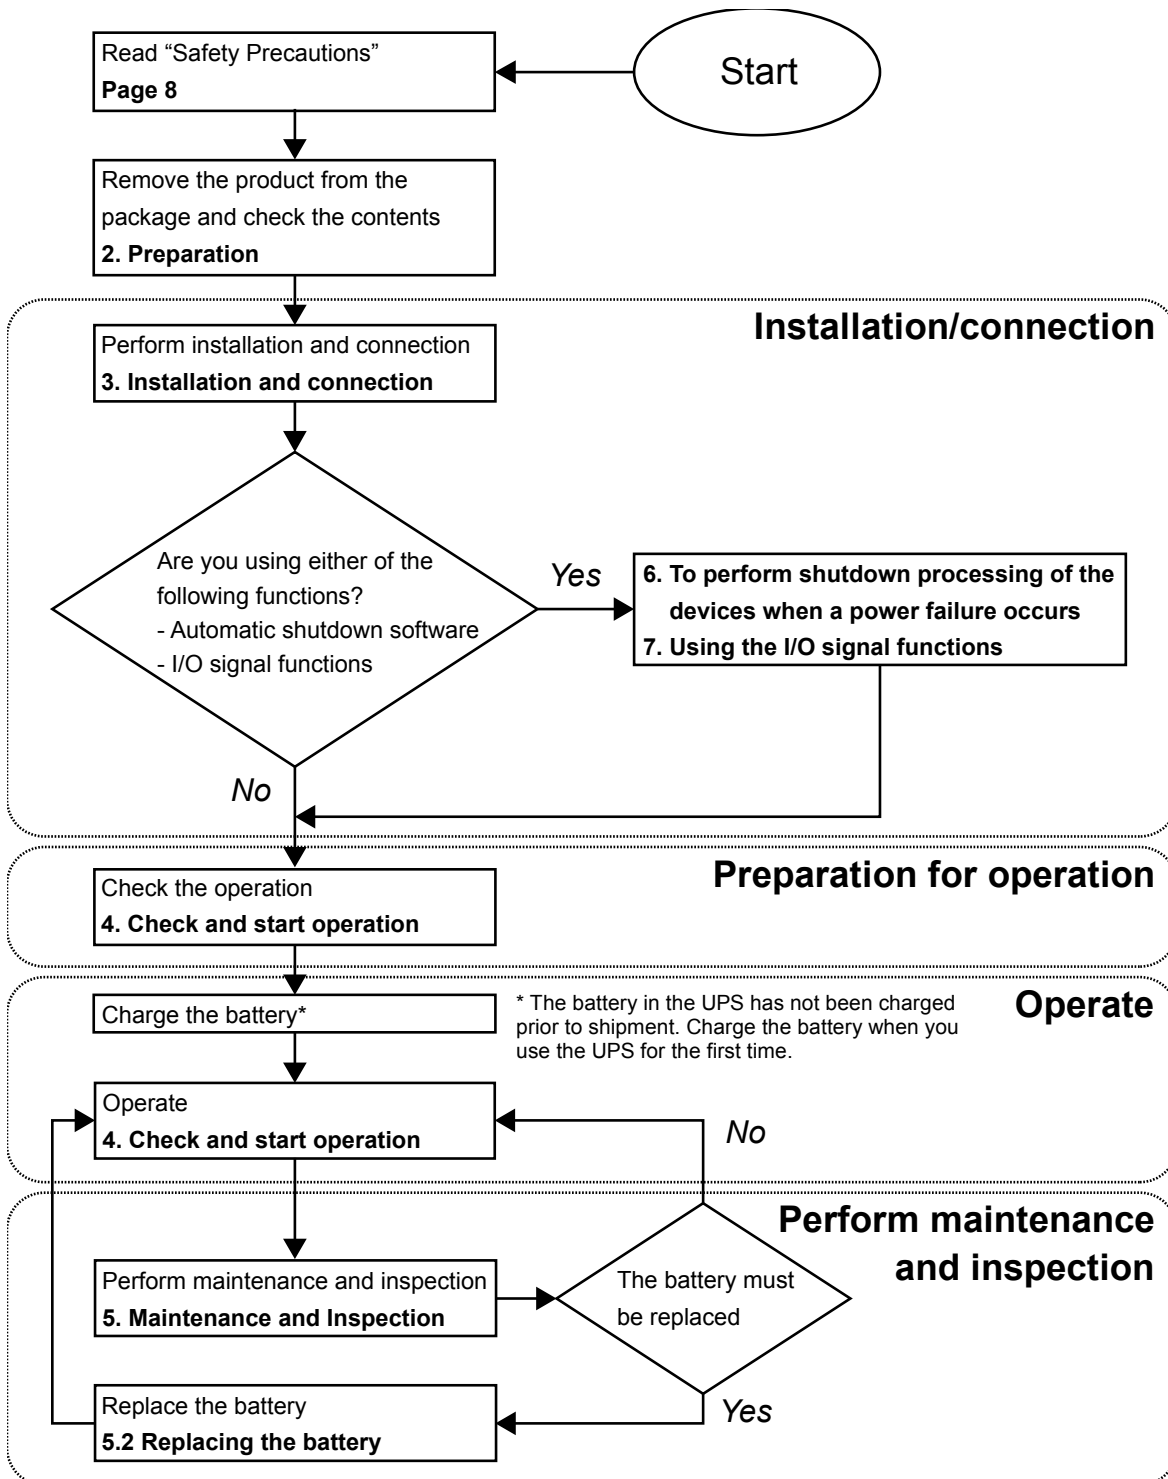 Start
Read “Safety Precautions”
Page 8
Remove the product from the
package and check the contents
2. Preparation
Installation/connection
Perform installation and connection
3. Installation and connection
Are you using either of the
following functions?
- Automatic shutdown software
- I/O signal functions
Yes
6. To perform shutdown processing of the
devices when a power failure occurs
7. Using the I/O signal functions
No
Preparation for operation
Check the operation
4. Check and start operation
Operate
Charge the battery*
* The battery in the UPS has not been charged
prior to shipment. Charge the battery when you
use the UPS for the first time.
Operate
4. Check and start operation
No
Perform maintenance
and inspection
Perform maintenance and inspection
5. Maintenance and Inspection
The battery must
be replaced
Yes
Replace the battery
5.2 Replacing the battery